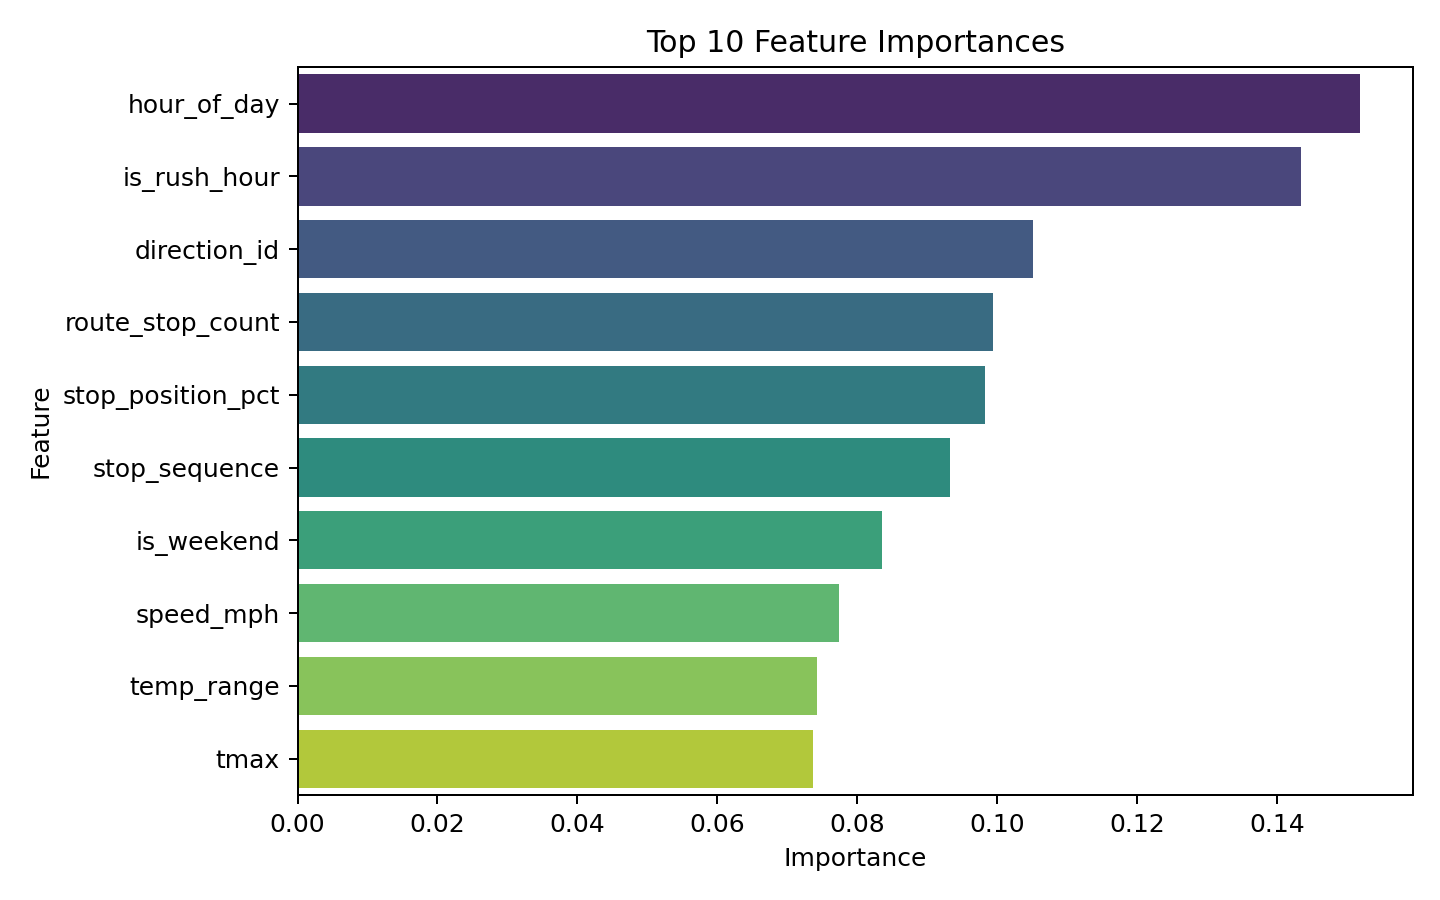 Top 10 Feature Importances
hour_of_day
is_rush_hour
direction_id
route_stop_count
stop_position_pct
stop_sequence
is_weekend
speed_mph
temp_range
tmax
Feature
0.00 0.02 0.04 0.06 0.08 0.10 0.12 0.14
Importance